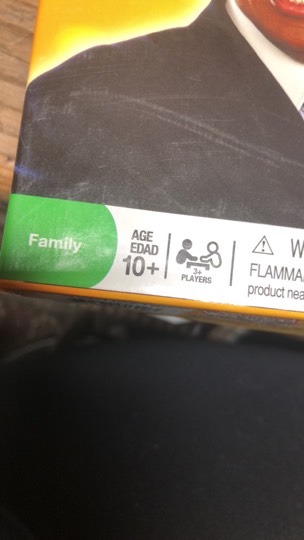 Family
AGE
EDAD
10+
3+
PLAYERS
⚠ W
FLAMMA
product nea